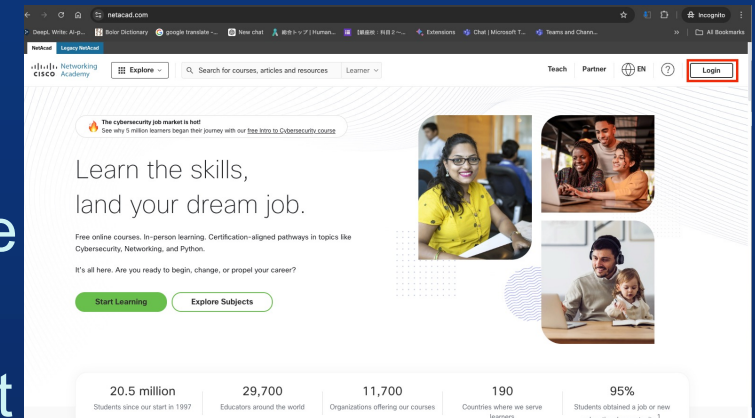 netacad.com
Incognito
DeepL Write: AI-p...
Bolor Dictionary
google translate -...
New chat
Extensions
Chat | Microsoft T...
Teams and Chann...
All Bookmarks
NetAcad
Legacy NetAcad
CISCO
Networking
Academy
Explore
Search for courses, articles and resources
Learner
Teach
Partner
EN
Login
The cybersecurity job market is hot!
See why 5 million learners began their journey with our free Intro to Cybersecurity course
Learn the skills,
land your dream job.
Free online courses. In-person learning. Certification-aligned pathways in topics like
Cybersecurity, Networking, and Python.
It's all here. Are you ready to begin, change, or propel your career?
Start Learning
Explore Subjects
e
t
20.5 million
Students since our start in 1997
29,700
Educators around the world
11,700
Organizations offering our courses
190
Countries where we serve
learners
95%
Students obtained a job or new